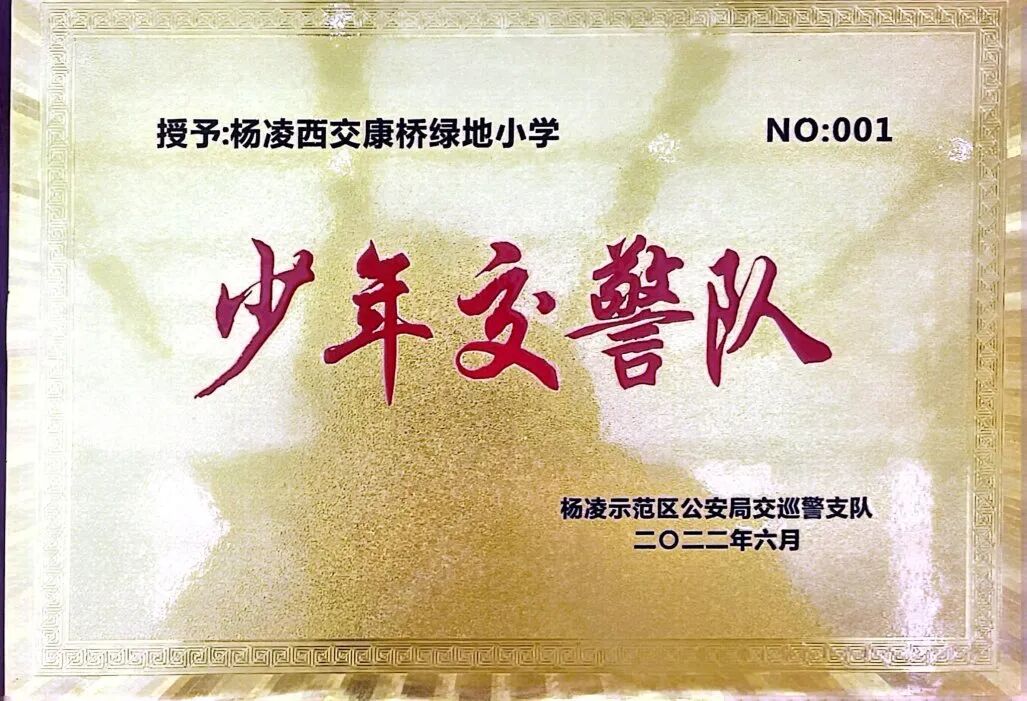 授予:杨凌西交康桥绿地小学
NO:001
少年交警队
杨凌示范区公安局交巡警支队
二〇二二年六月